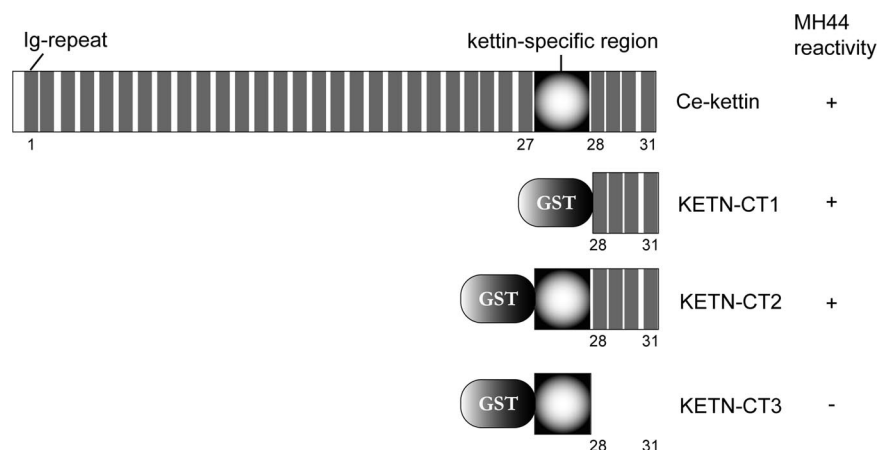 Ig-repeat
kettin-specific region
MH44
reactivity
Ce-kettin +
1 27 28 31
GST KETN-CT1 +
28 31
GST KETN-CT2 +
28 31
GST KETN-CT3 -
28 31